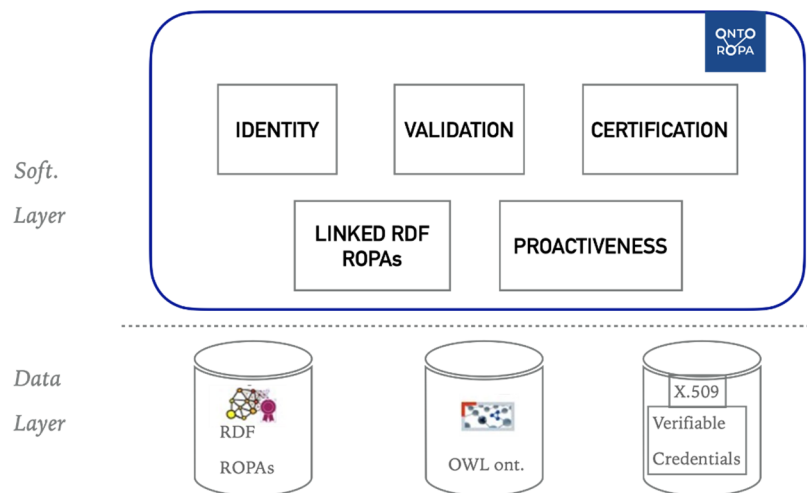 ONTO
ROPA
IDENTITY
VALIDATION
CERTIFICATION
Soft.
Layer
LINKED RDF
ROPAs
PROACTIVENESS
Data
Layer
RDF
ROPAs
OWL ont.
X.509
Verifiable
Credentials